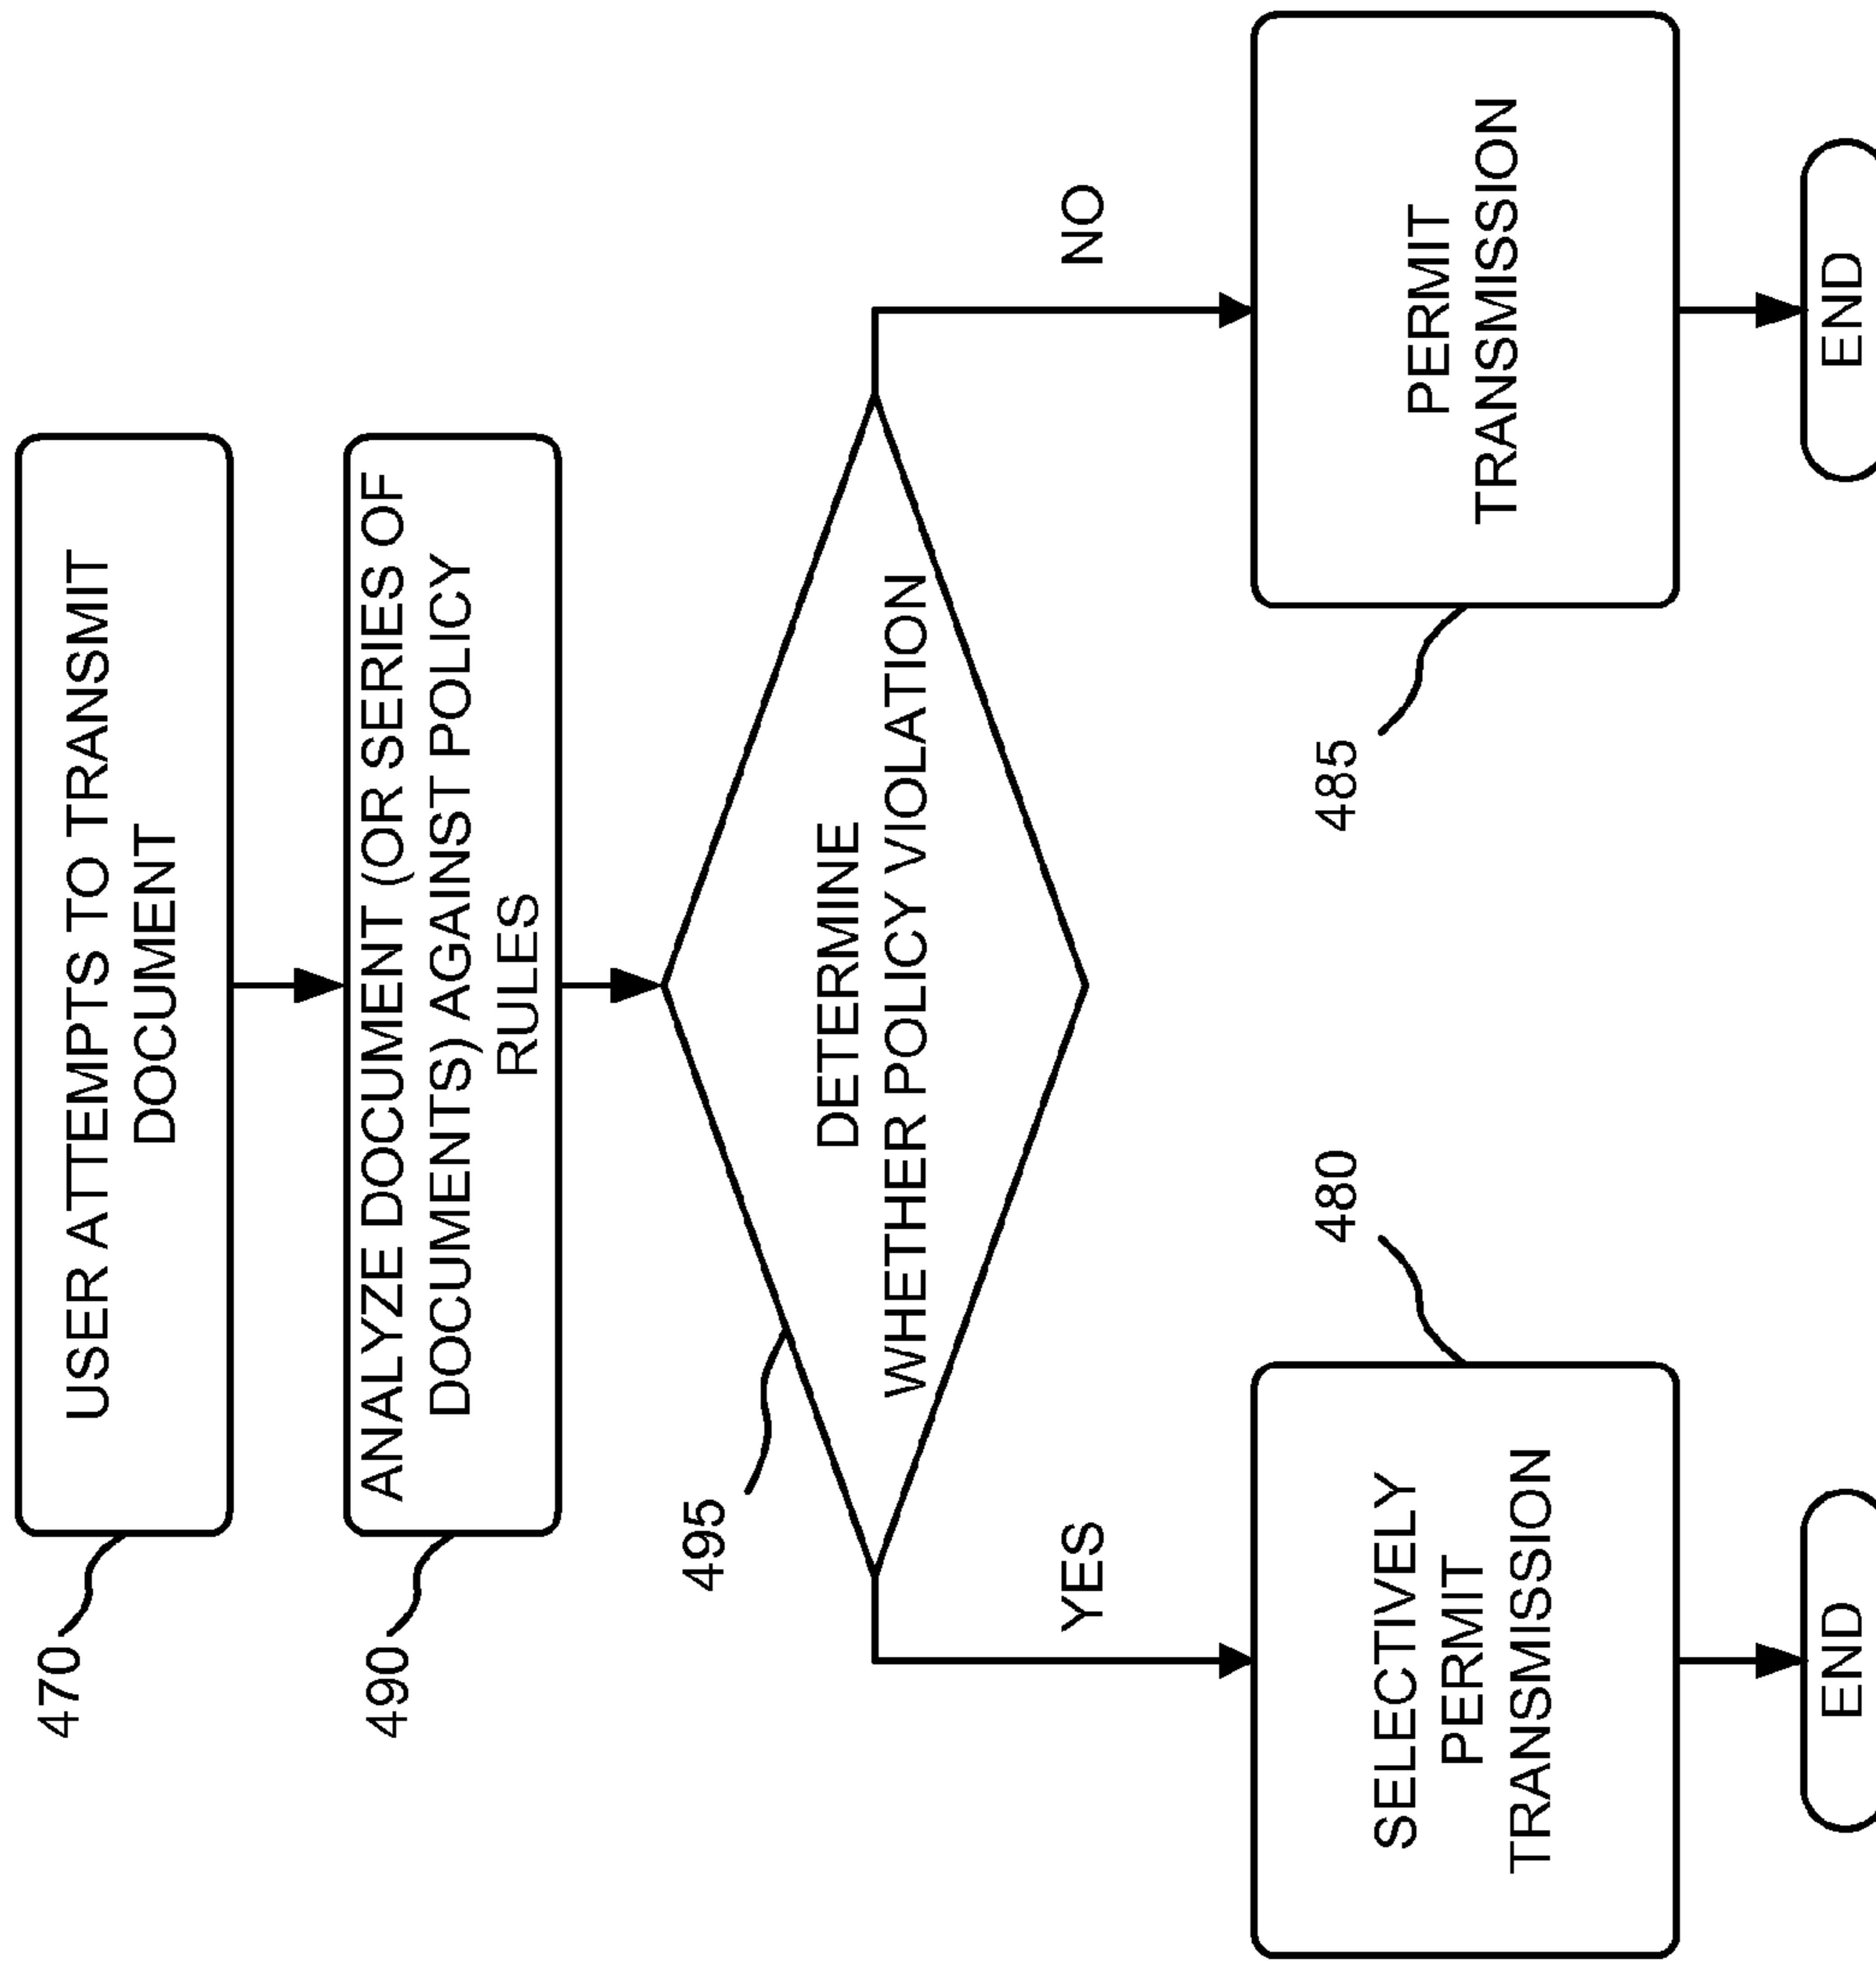 470
USER ATTEMPTS TO TRANSMIT
DOCUMENT
490
ANALYZE DOCUMENT (OR SERIES OF
DOCUMENTS) AGAINST POLICY
RULES
495
DETERMINE
WHETHER POLICY VIOLATION
YES
NO
480
SELECTIVELY
PERMIT
TRANSMISSION
485
PERMIT
TRANSMISSION
END
END